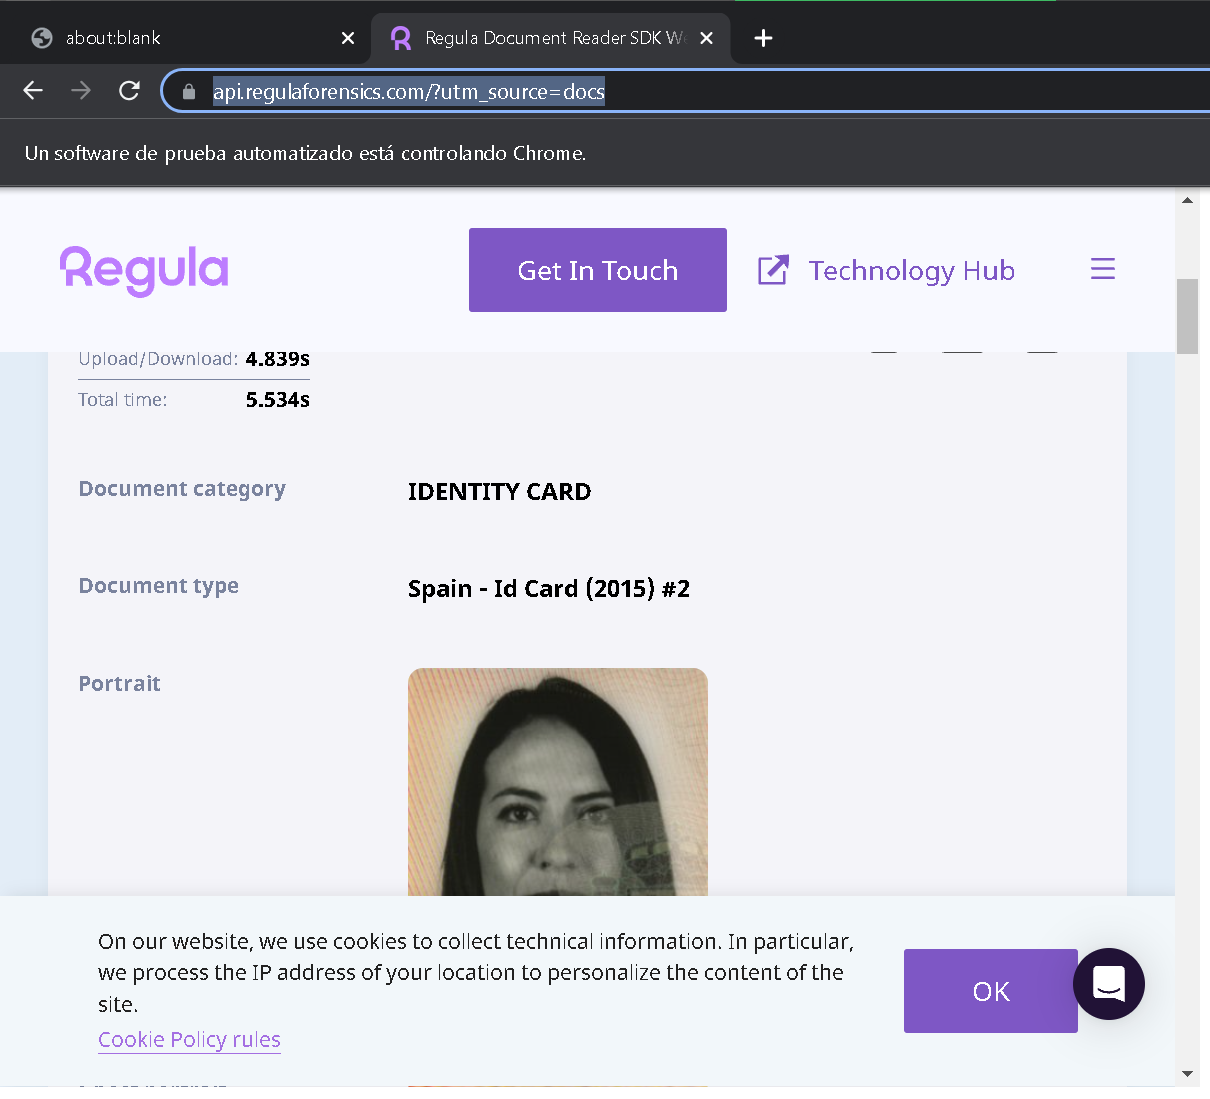 about:blank
Regula Document Reader SDK W
api.regulaforensics.com/?utm_source=docs
Un software de prueba automatizado está controlando Chrome.
Regula
Get In Touch
Technology Hub
Upload/Download: 4.839s
Total time: 5.534s
Document category IDENTITY CARD
Document type Spain - Id Card (2015) #2
Portrait
On our website, we use cookies to collect technical information. In particular,
we process the IP address of your location to personalize the content of the
site.
Cookie Policy rules
OK